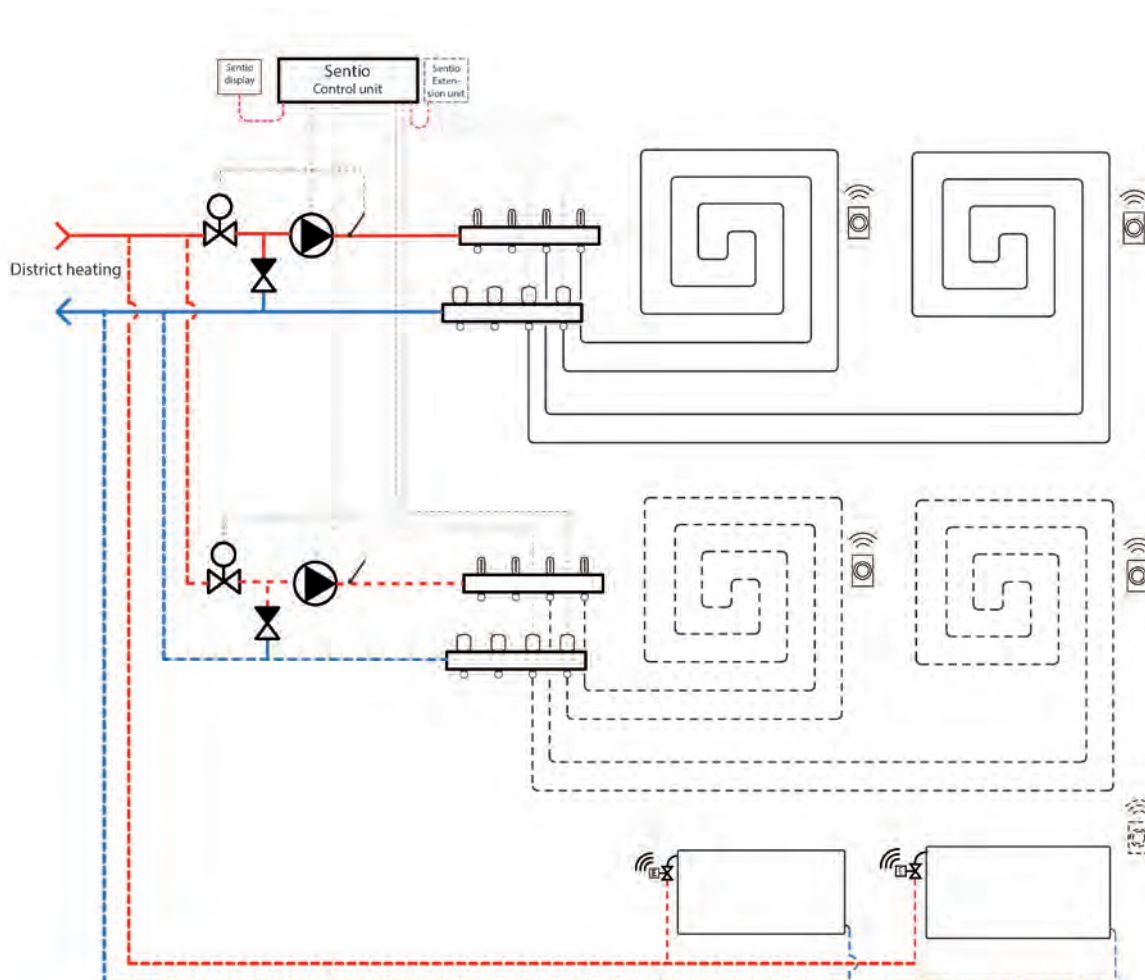 Sentio
display
Sentio
Control unit
Sentio
Exten-
sion unit
District heating
E